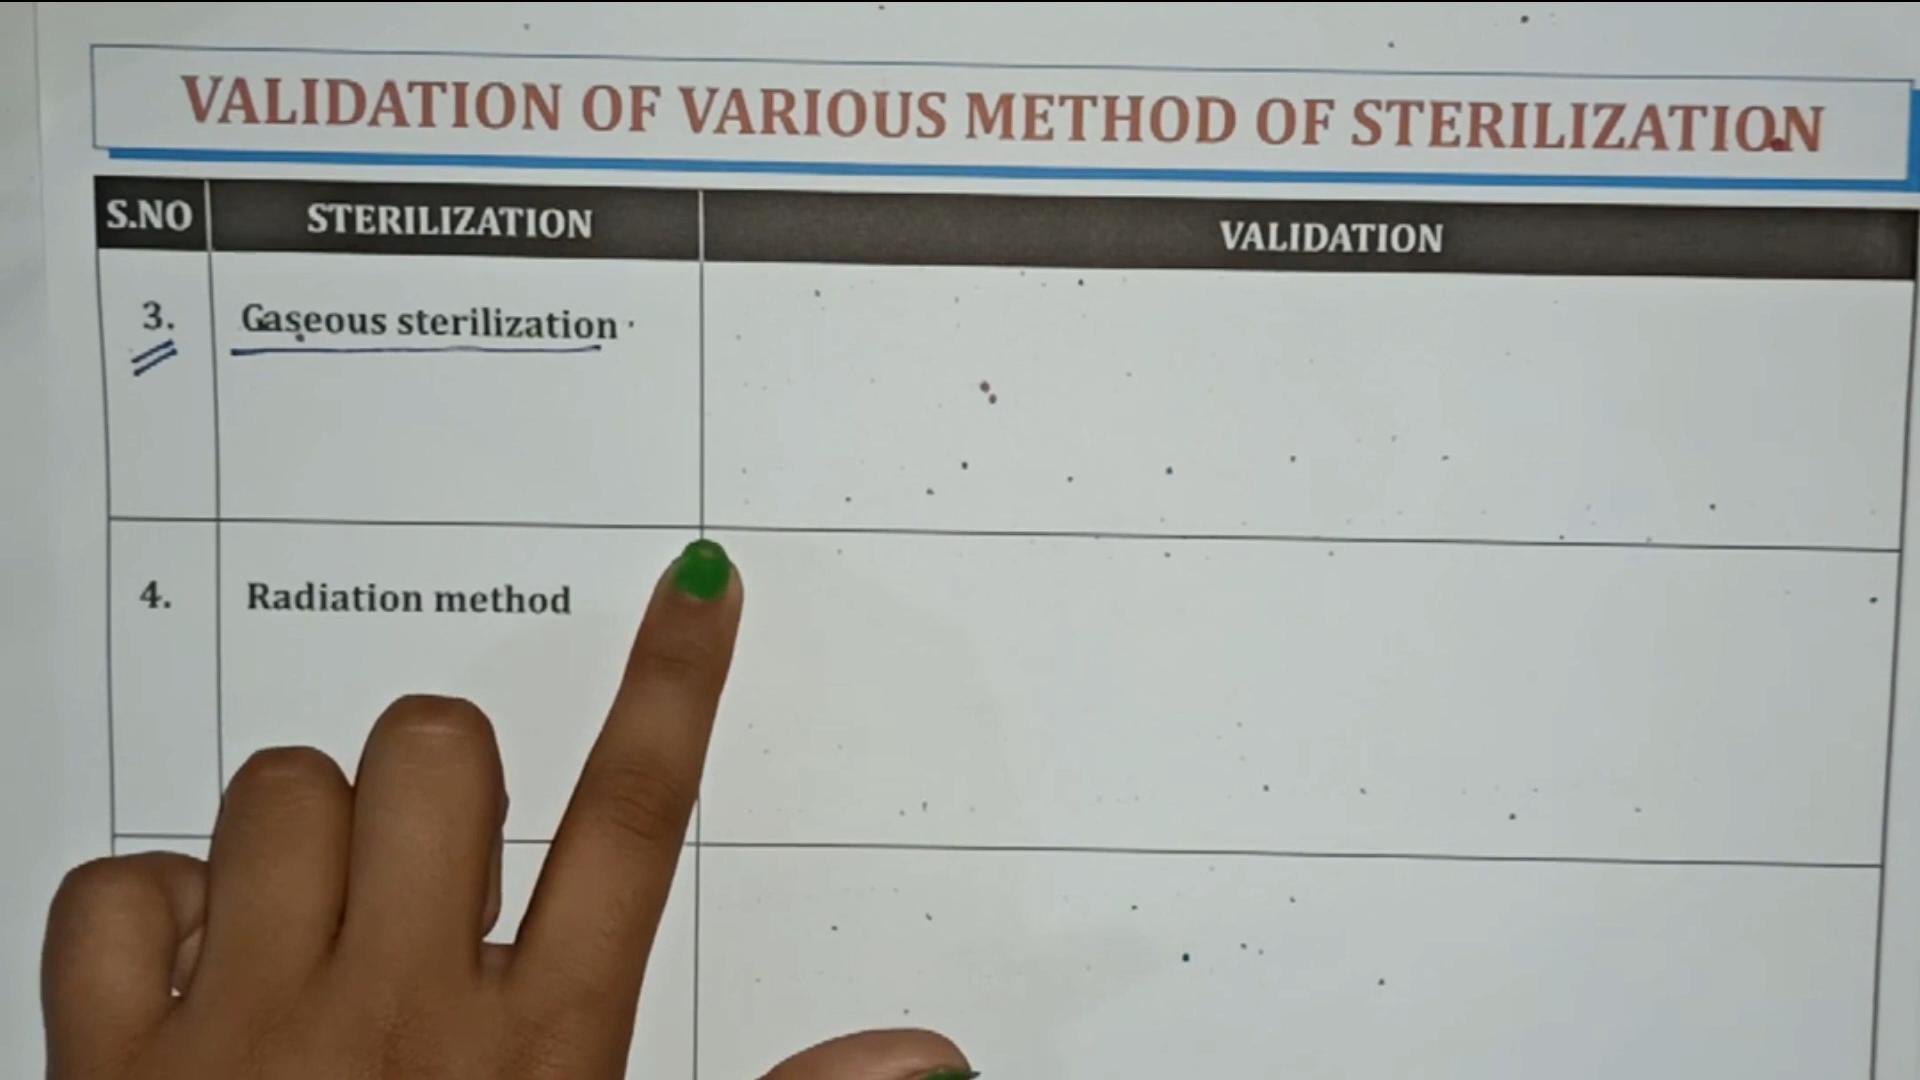 VALIDATION OF VARIOUS METHOD OF STERILIZATION
S.NO STERILIZATION VALIDATION
3. Gaseous sterilization
4. Radiation method